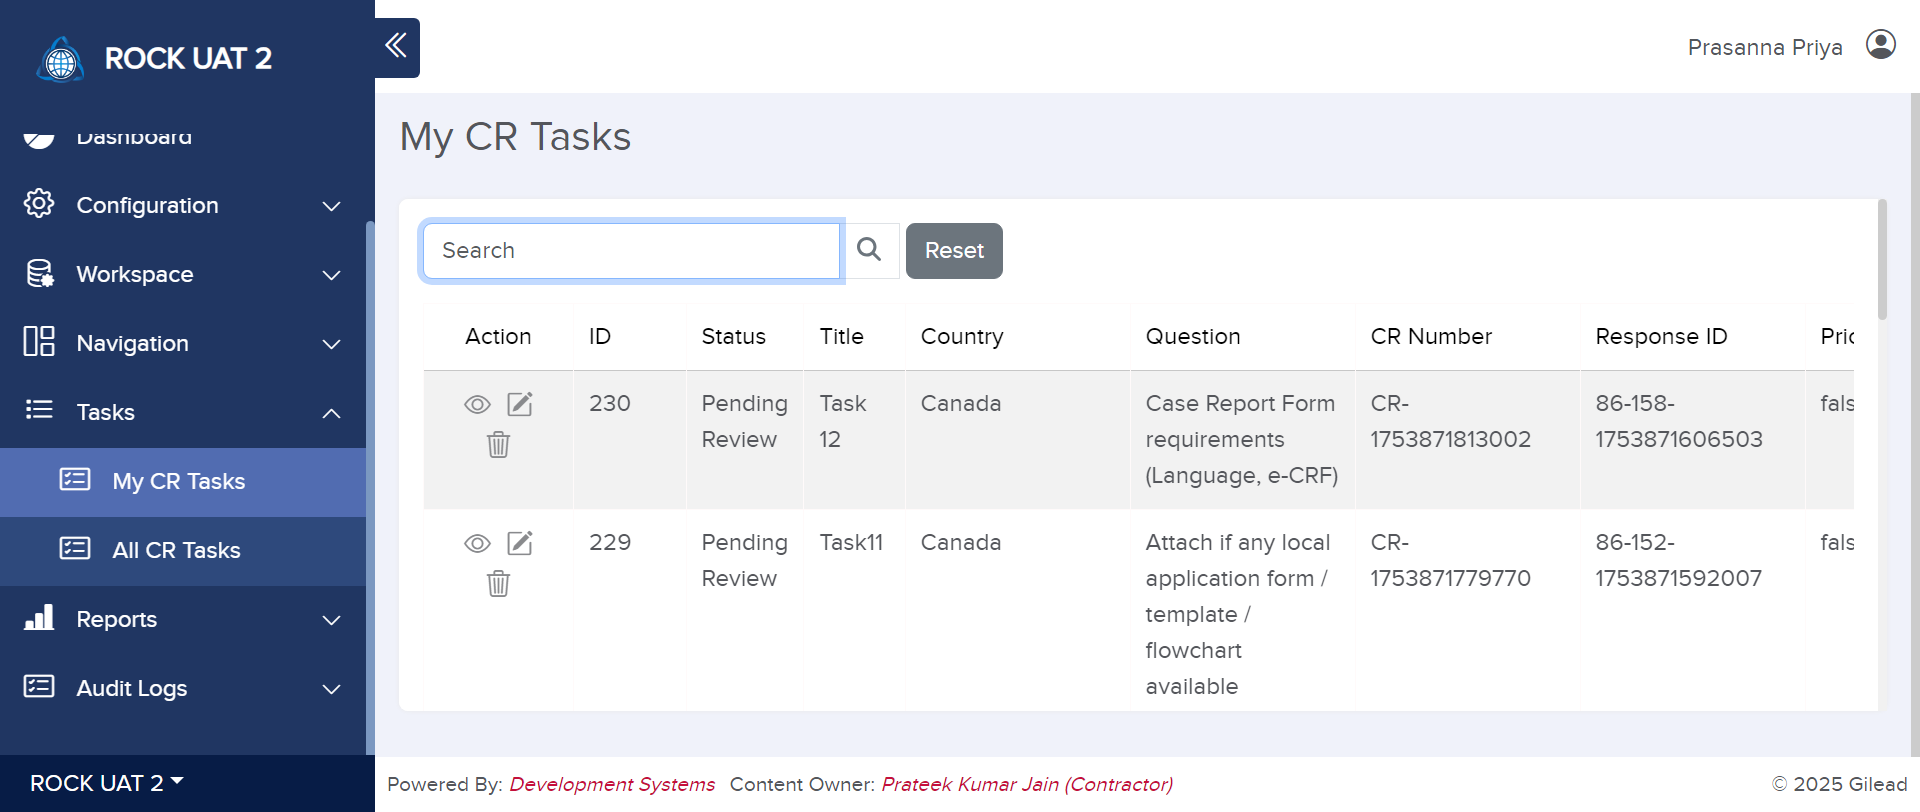 ROCK UAT 2
Prasanna Priya
Dashboard
Configuration
Workspace
Navigation
Tasks
My CR Tasks
All CR Tasks
Reports
Audit Logs
ROCK UAT 2
My CR Tasks
Search
Reset
Action ID Status Title Country Question CR Number Response ID
230 Pending Task Canada Case Report Form CR- 86-158- fals
Review 12 requirements 1753871813002 1753871606503
(Language, e-CRF)
229 Pending Task11 Canada Attach if any local CR- 86-152- fals
Review application form / 1753871779770 1753871592007
template /
flowchart
available
Powered By: Development Systems Content Owner: Prateek Kumar Jain (Contractor)
© 2025 Gilead